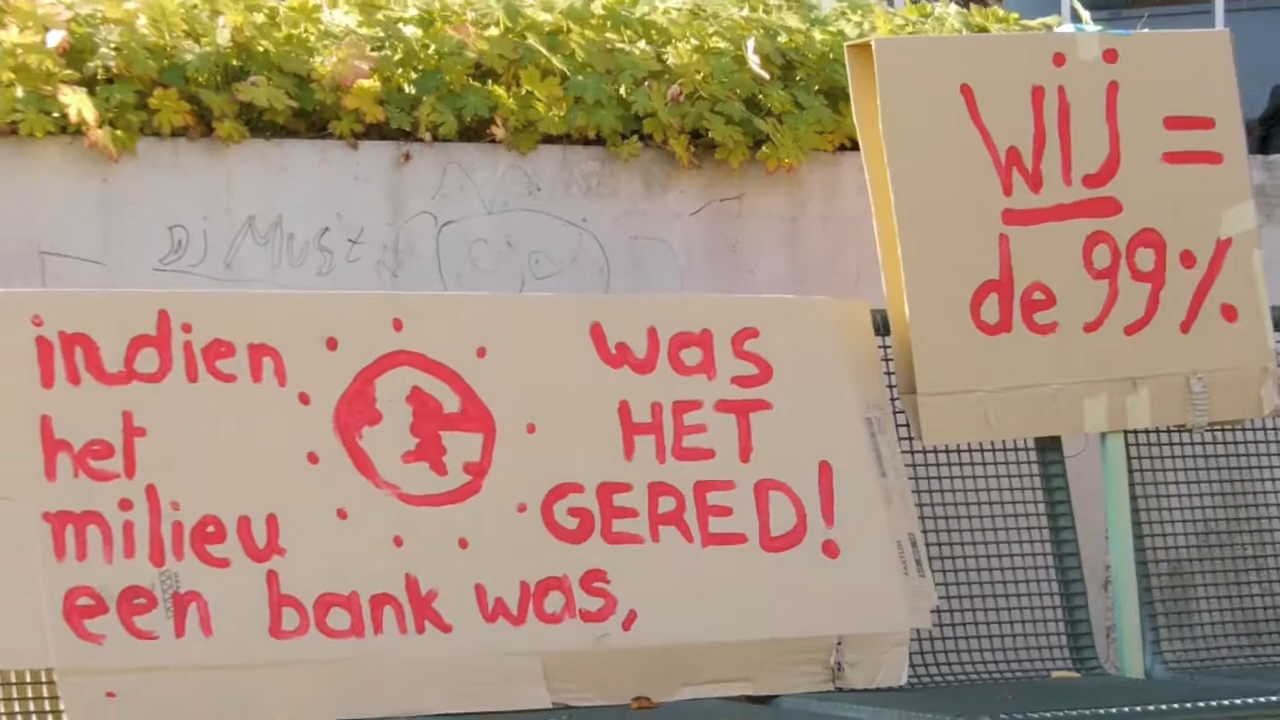 wij =
de 99%
Dj Must
indien
het
milieu
een bank was,
was
HET
GERED!